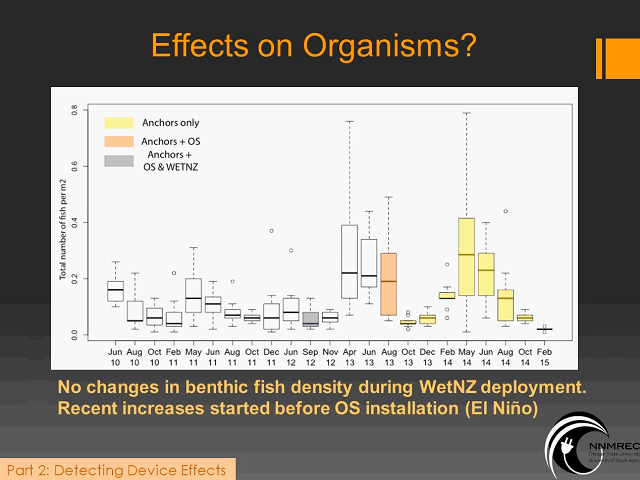 Effects on Organisms?
Total number of fish per m2
0.8
0.6
0.4
0.2
0.0
Anchors only
Anchors + OS
Anchors +
OS & WETNZ
Jun Aug Oct Feb May Jun Aug Oct Dec Jun Sep Nov Apr Jun Aug Oct Dec Feb May Jun Aug Oct Feb
10 10 10 11 11 11 11 11 11 12 12 12 13 13 13 13 13 14 14 14 14 14 15
No changes in benthic fish density during WetNZ deployment.
Recent increases started before OS installation (El Niño)
NNMREC
Oregon State University
Part 2: Detecting Device Effects